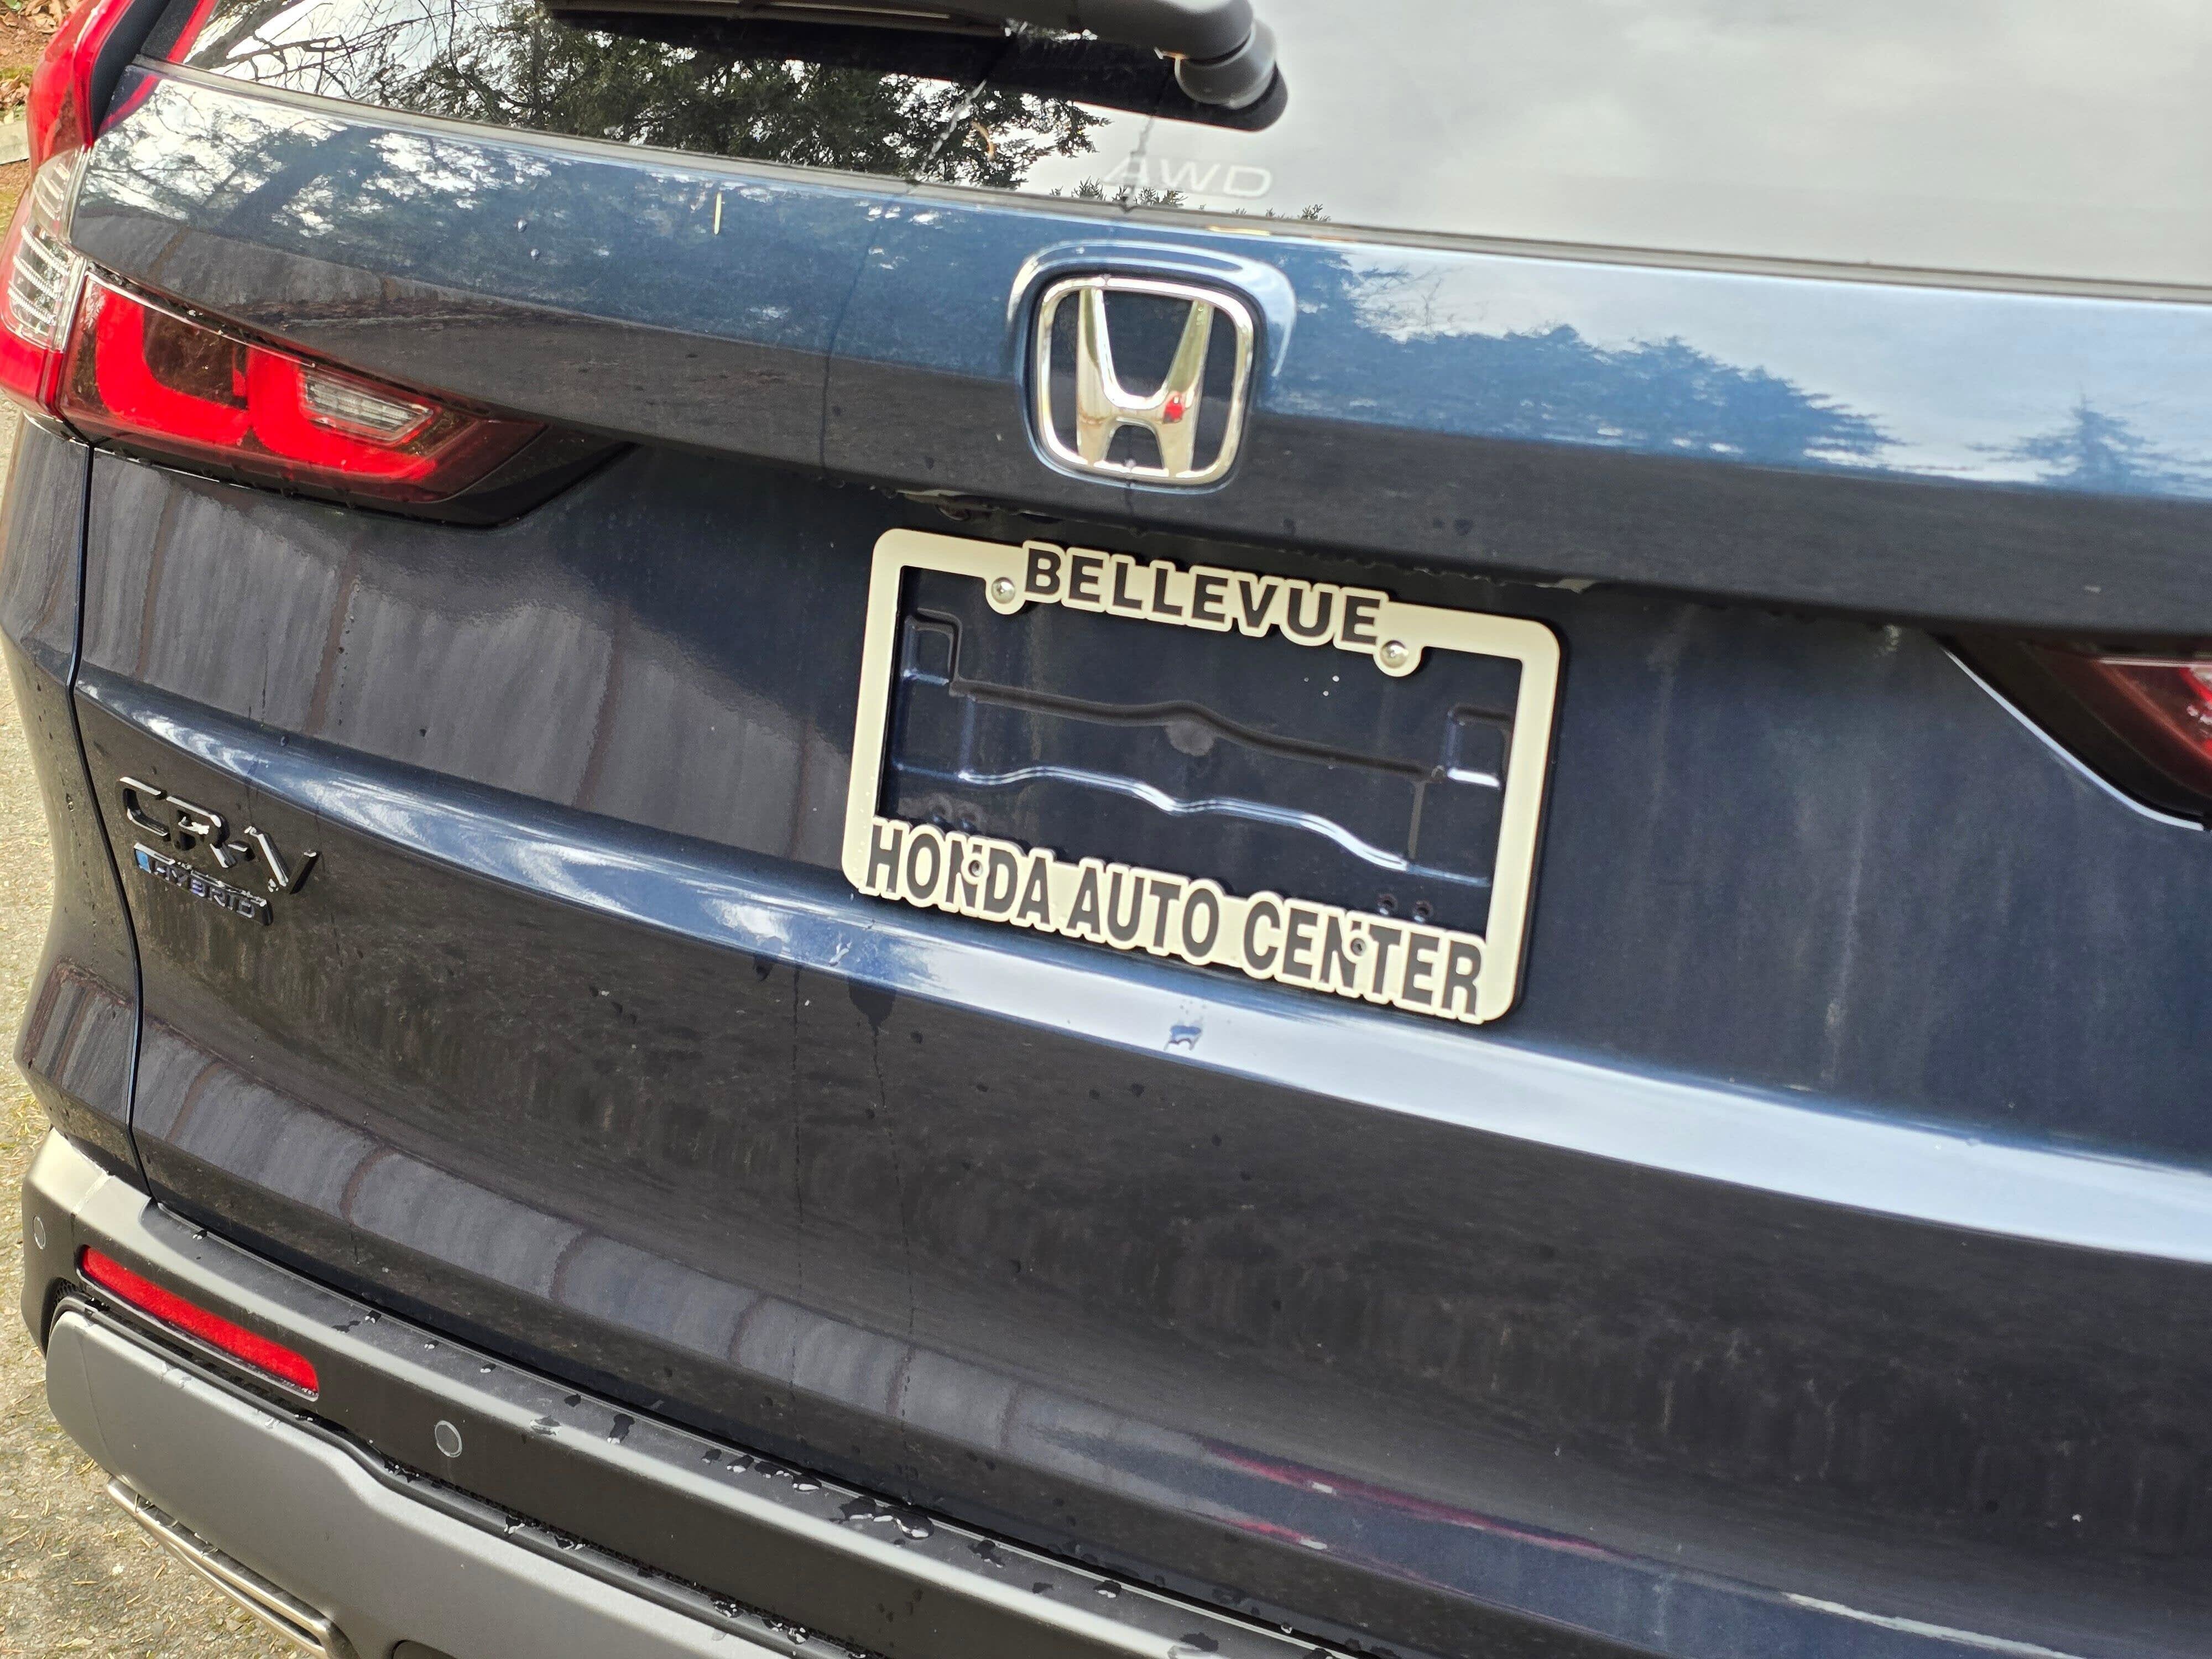 AWD
BELLEVUE
HONDA AUTO CENTER
CR-V
HYBRID